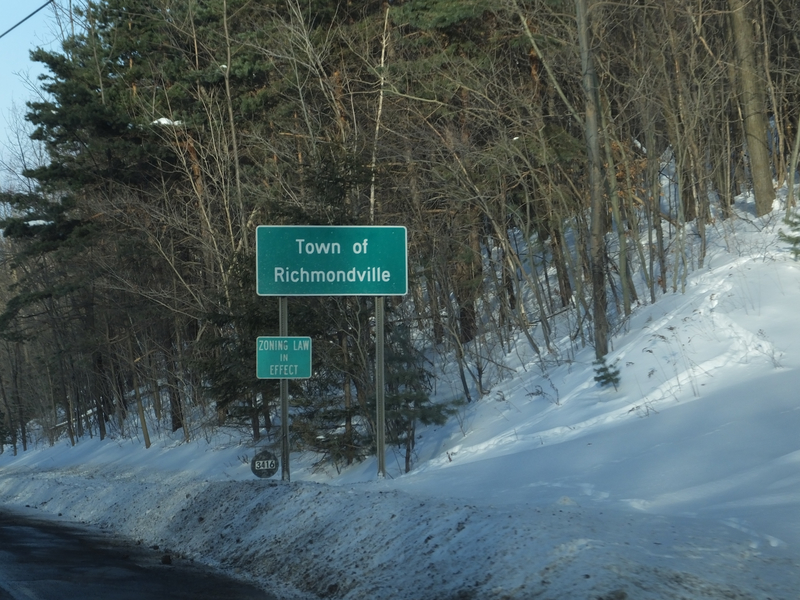 Town of
Richmondville
ZONING LAW
IN
EFFECT
3416